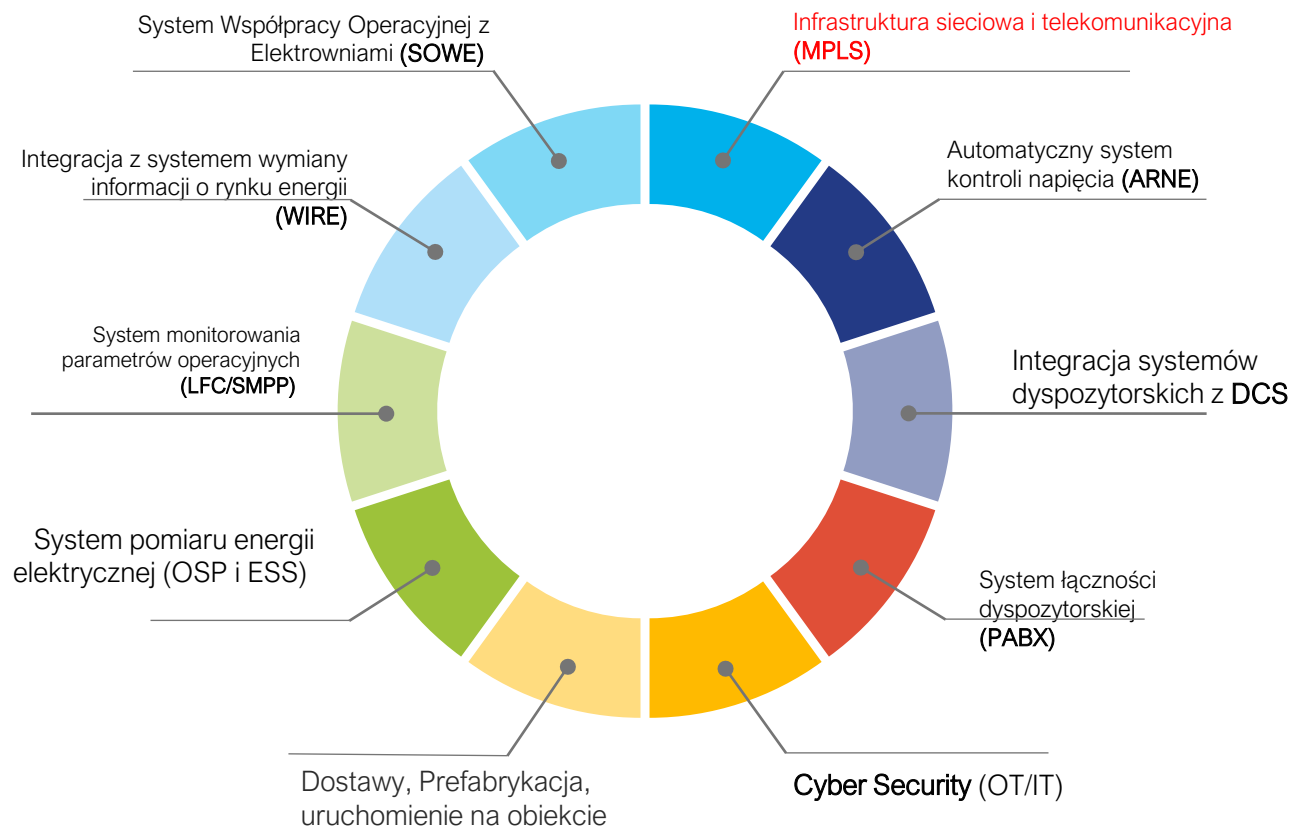 System Współpracy Operacyjnej z
Elektrowniami (SOWE)
Infrastruktura sieciowa i telekomunikacyjna
(MPLS)
Integracja z systemem wymiany
informacji o rynku energii
(WIRE)
Automatyczny system
kontroli napięcia (ARNE)
System monitorowania
parametrów operacyjnych
(LFC/SMPP)
Integracja systemów
dyspozytorskich z DCS
System pomiaru energii
elektrycznej (OSP i ESS)
System łączności
dyspozytorskiej
(PABX)
Dostawy, Prefabrykacja,
uruchomienie na obiekcie
Cyber Security (OT/IT)